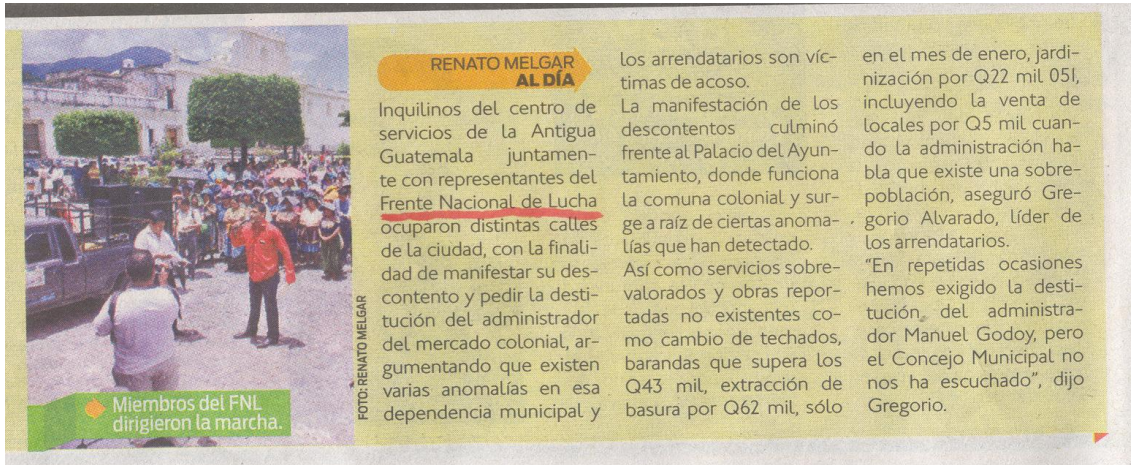 RENATO MELGAR
AL DÍA
Inquilinos del centro de
servicios de la Antigua
Guatemala juntamen-
te con representantes del
Frente Nacional de Lucha
ocuparon distintas calles
de la ciudad, con la finali-
dad de manifestar su des-
contento y pedir la desti-
tución del administrador
del mercado colonial, ar-
gumentando que existen
varias anomalías en esa
dependencia municipal y
los arrendatarios son víc-
timas de acoso.
La manifestación de los
descontentos culminó
frente al Palacio del Ayun-
tamiento, donde funciona
la comuna colonial y sur-
ge a raíz de ciertas anoma-
lías que han detectado.
Así como servicios sobre-
valorados y obras repor-
tadas no existentes co-
mo cambio de techados,
barandas que supera los
Q43 mil, extracción de
basura por Q62 mil, sólo
en el mes de enero, jardi-
nización por Q22 mil 051,
incluyendo la venta de
locales por Q5 mil cuan-
do la administración ha-
bla que existe una sobre-
población, aseguró Gre-
gorio Alvarado, líder de
los arrendatarios.
"En repetidas ocasiones
hemos exigido la desti-
tución del administra-
dor Manuel Godoy, pero
el Concejo Municipal no
nos ha escuchado", dijo
Gregorio.
FOTO: RENATO MELGAR
Miembros del FNL
dirigieron la marcha.